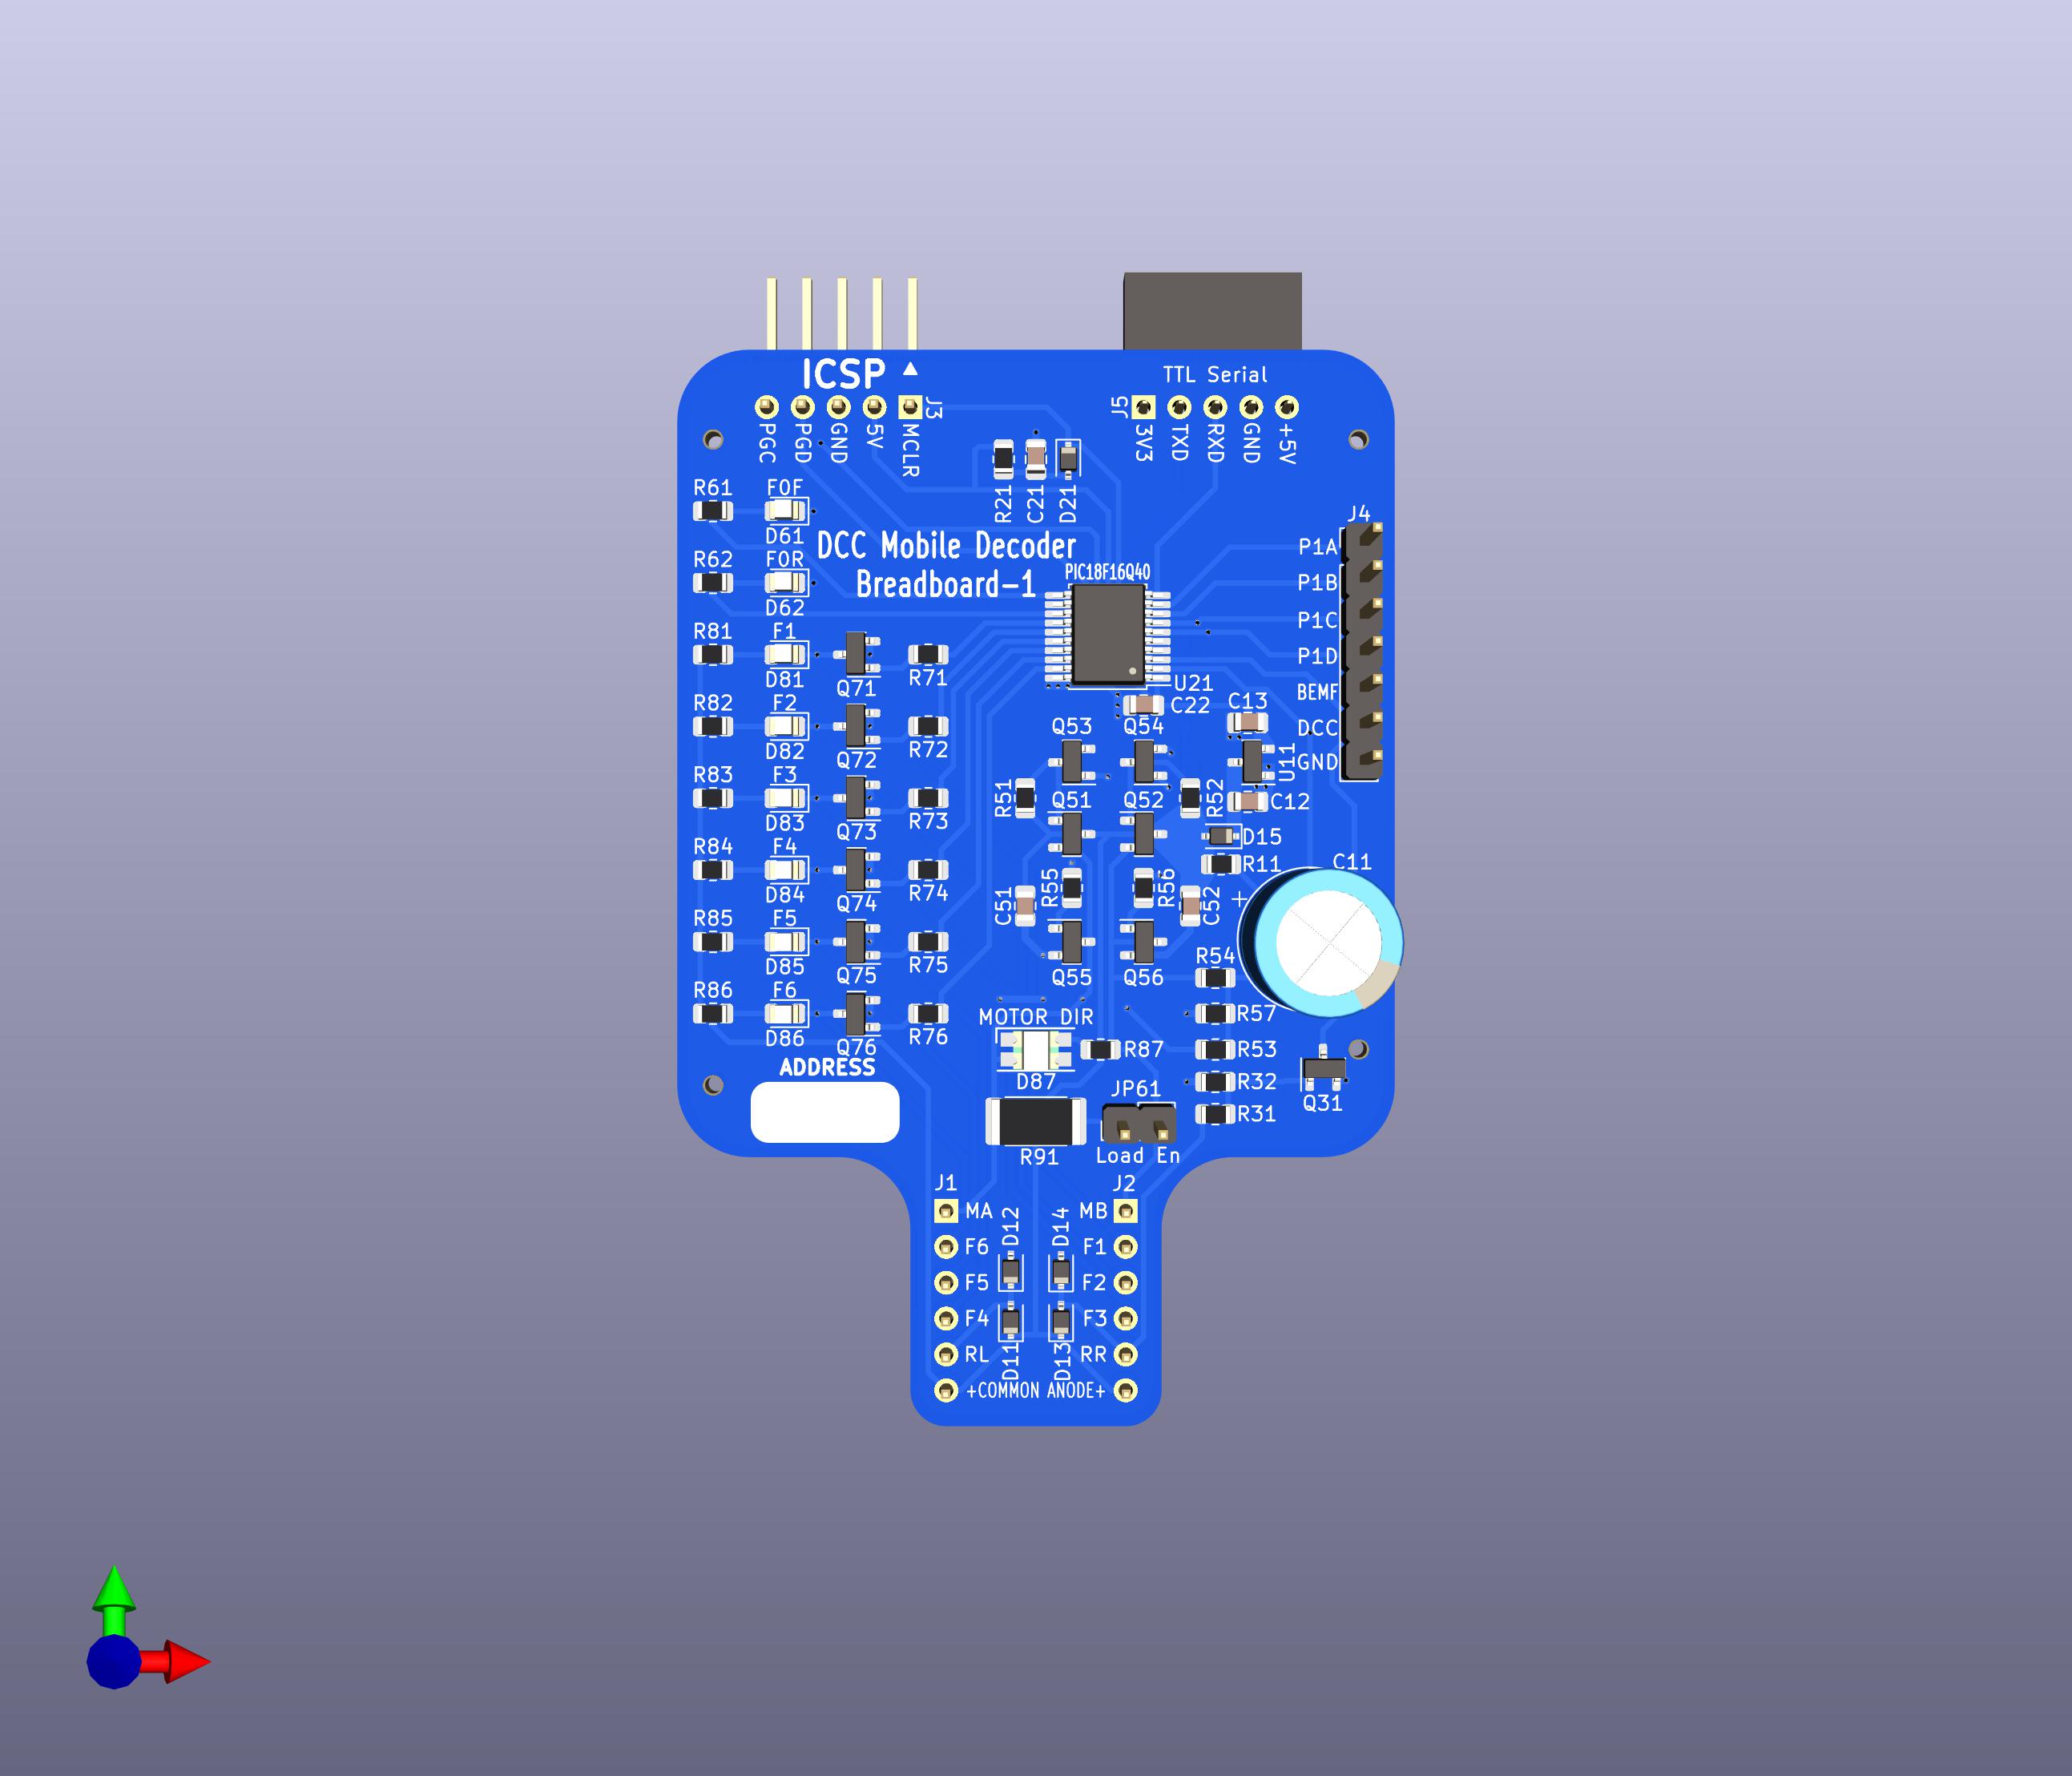 ICSP
TTL Serial
J3
J5
PGC
PGD
GND
5V
MCLR
3V3
TXD
RXD
GND
+5V
R61
F0F
D61
R21
C21
D21
J4
DCC Mobile Decoder
Breadboard-1
PIC18F16Q40
P1A
P1B
P1C
P1D
BEMF
DCC
GND
R62
F0R
D62
R81
F1
D81
Q71
R71
U21
C22
C13
R82
F2
D82
Q72
R72
Q53
Q54
U11
R83
F3
D83
Q73
R73
R51
Q51
Q52
R52
C12
D15
R11
C11
R84
F4
D84
Q74
R74
C51
R55
R56
C52
+
R85
F5
D85
Q75
R75
Q55
Q56
R54
R86
F6
D86
Q76
R76
MOTOR DIR
R57
D87
R87
R53
R32
R31
Q31
ADDRESS
JP61
R91
Load En
J1
J2
MA
D12
D14
MB
F6
F1
F5
F2
F4
F3
RL
D11
D13
RR
+COMMON ANODE+